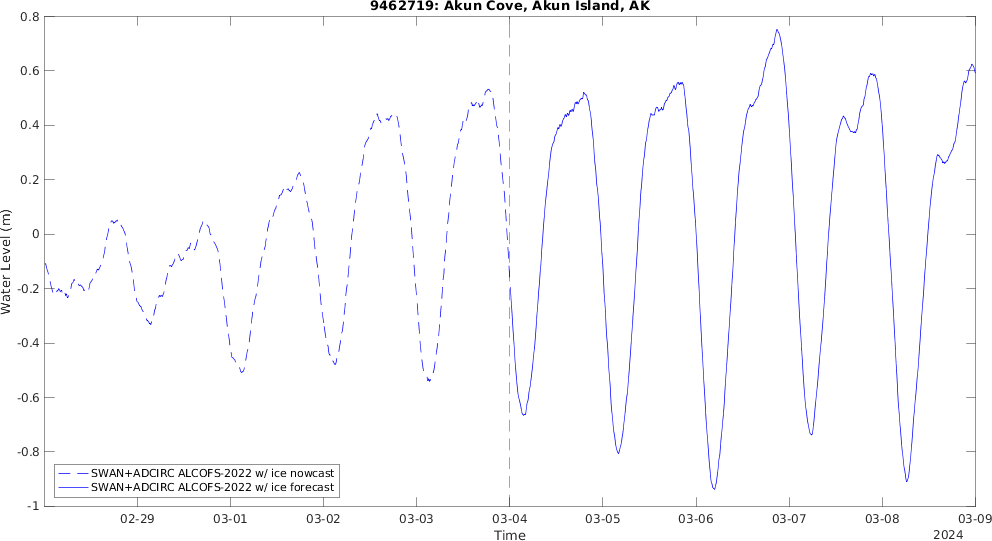 9462719: Akun Cove, Akun Island, AK
0.8
0.6
0.4
0.2
0
-0.2
-0.4
-0.6
-0.8
-1
Water Level (m)
SWAN+ADCIRC ALCOFS-2022 w/ ice nowcast
SWAN+ADCIRC ALCOFS-2022 w/ ice forecast
02-29 03-01 03-02 03-03 03-04 03-05 03-06 03-07 03-08 03-09
Time
2024